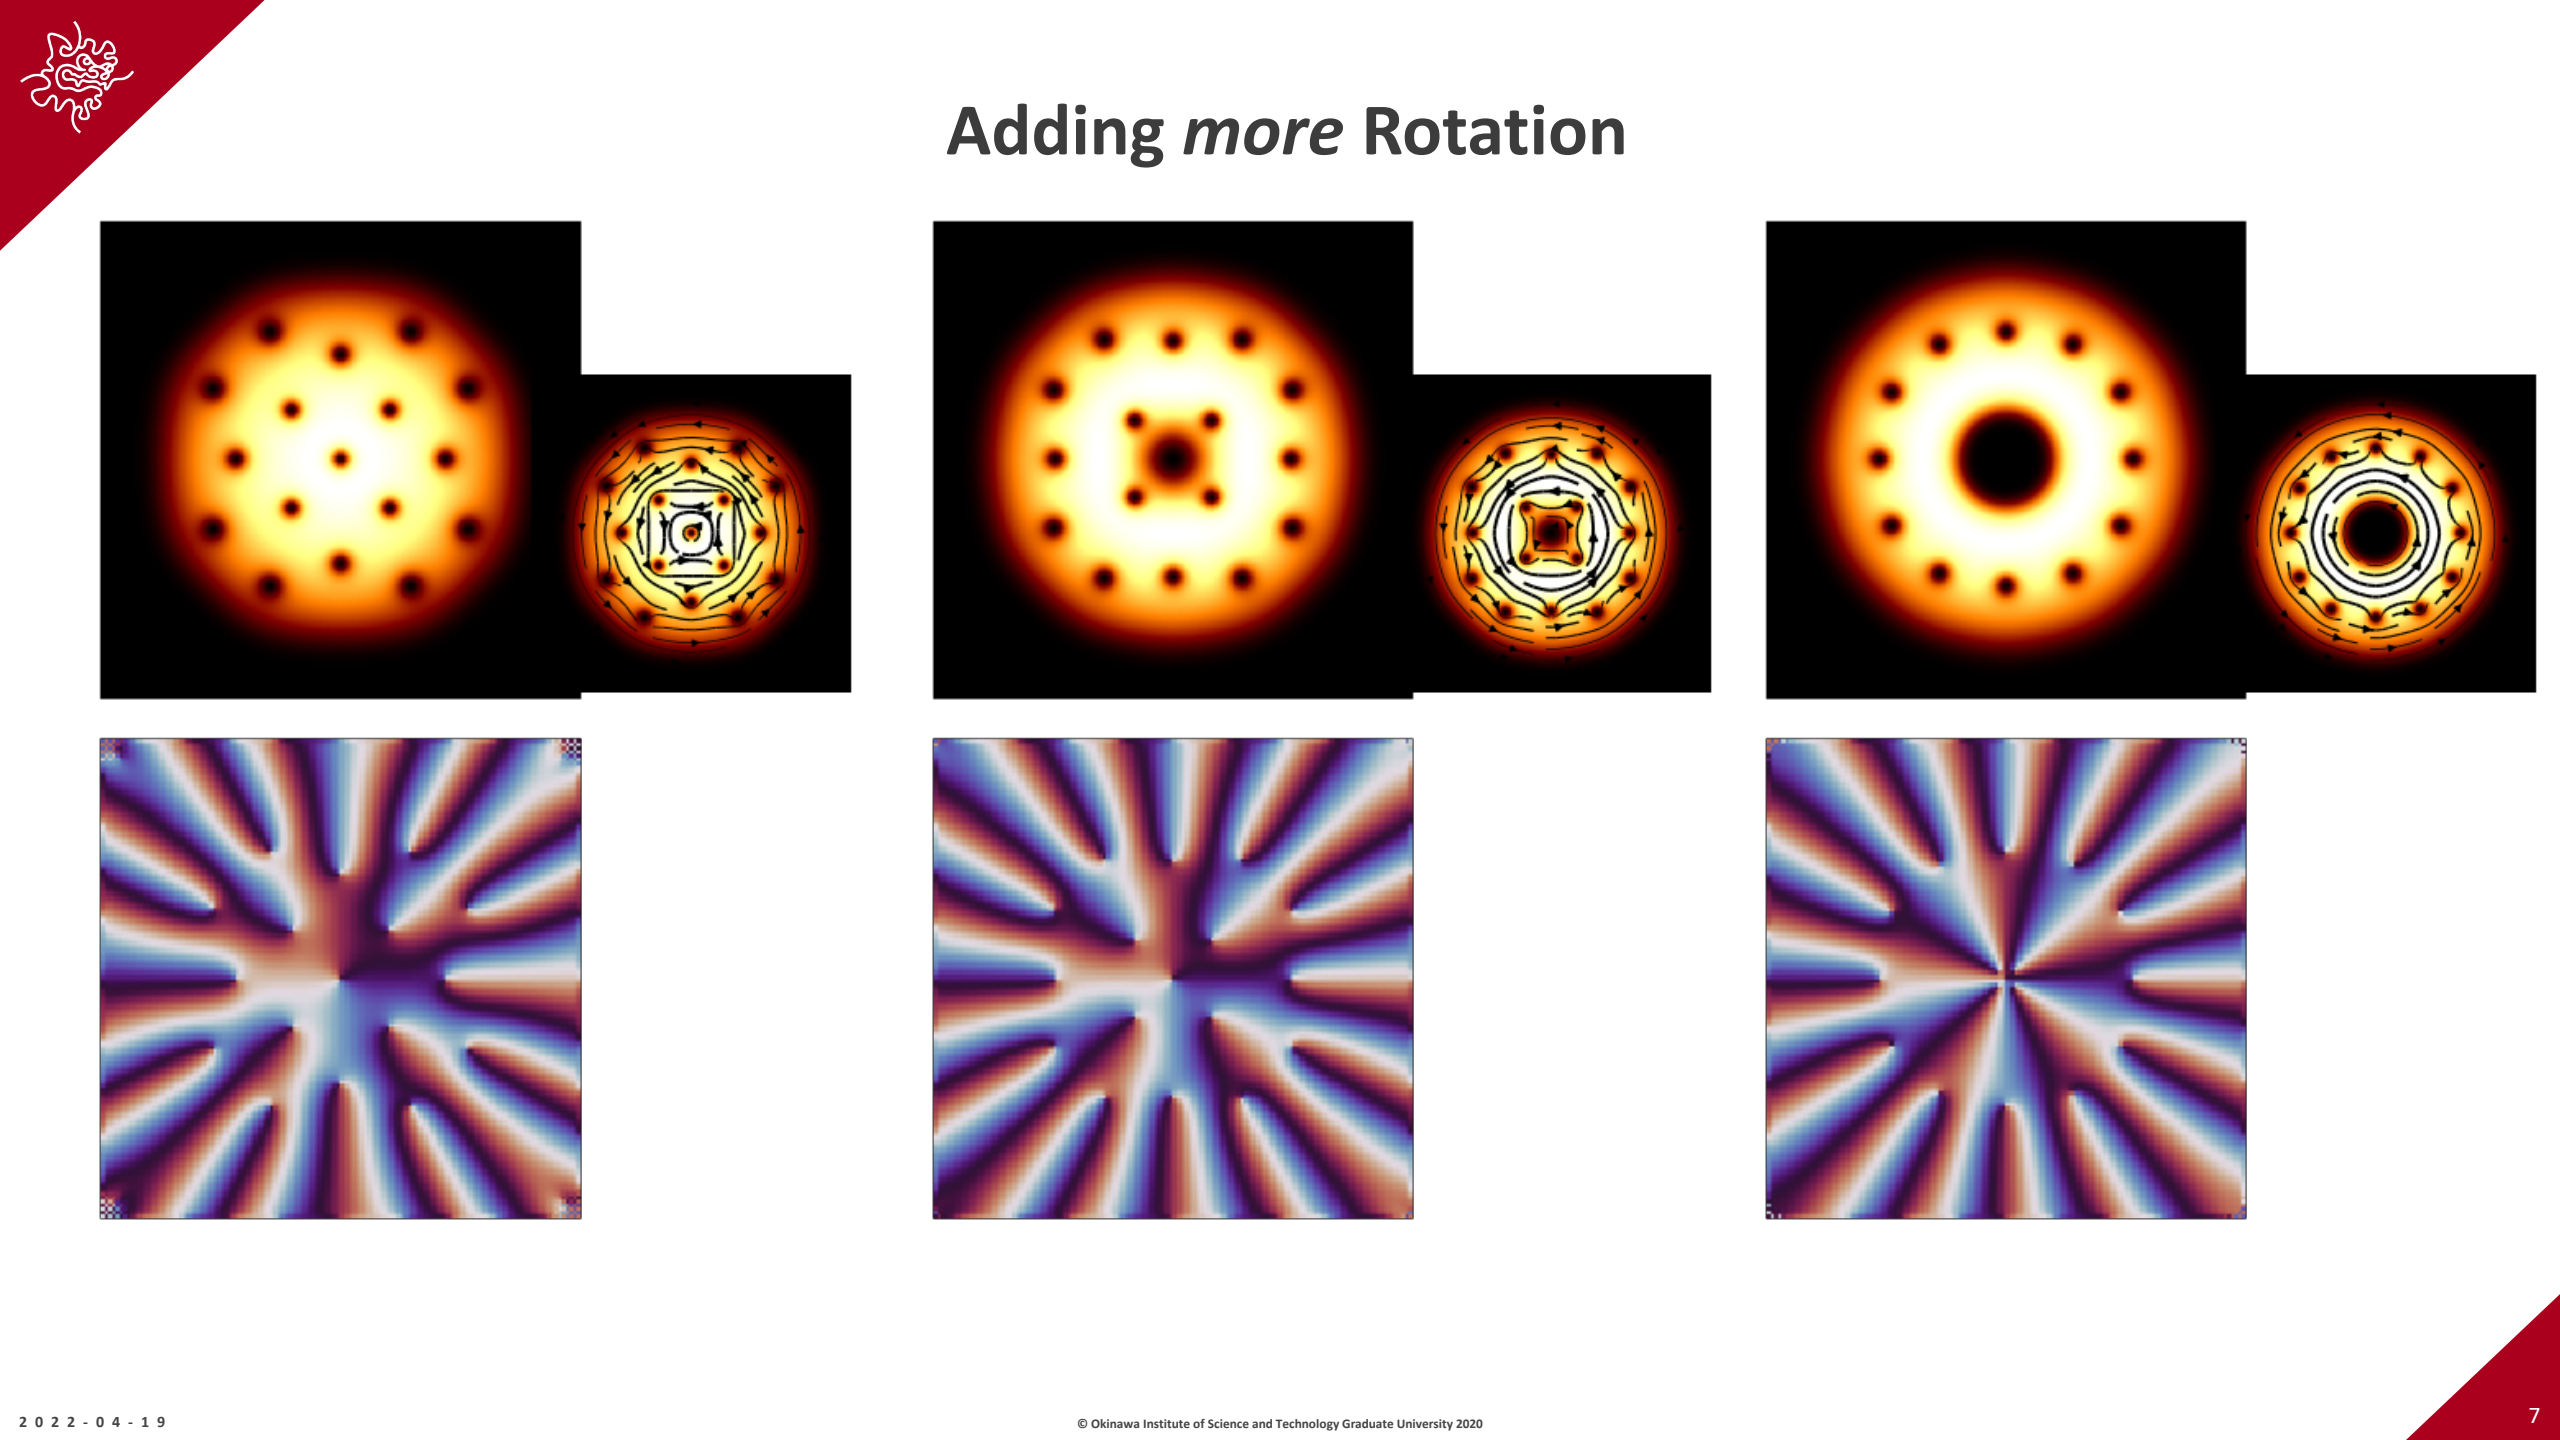 Adding more Rotation
2022-04-19
© Okinawa Institute of Science and Technology Graduate University 2020
7